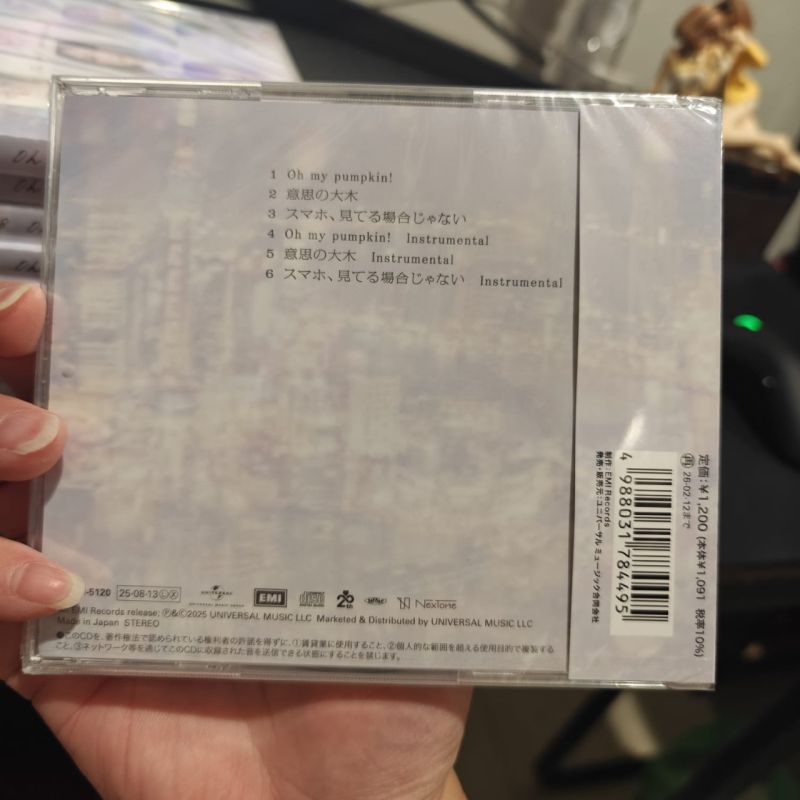 1 Oh my pumpkin!
2 意思の大木
3 スマホ、見てる場合じゃない
4 Oh my pumpkin! Instrumental
5 意思の大木 Instrumental
6 スマホ、見てる場合じゃない Instrumental
定価:¥1,200 (本体¥1,091 税率10%)
再 26・02・12まで
4 988031 784495
制作:EMI Records
発売・販売元:ユニバーサル ミュージック合同会社
-5120 25・08・13 Ⓛ Ⓟ
UNIVERSAL
UNIVERSAL MUSIC GROUP
EMI
NexTone
EMI Records release: Ⓟ&Ⓒ2025 UNIVERSAL MUSIC LLC Marketed & Distributed by UNIVERSAL MUSIC LLC
Made in Japan STEREO
●このCDを、著作権法で認められている権利者の許諾を得ずに、①賃貸業に使用すること、②個人的な範囲を超える使用目的で複製する
こと、③ネットワーク等を通じてこのCDに収録された音を送信できる状態にすることを禁じます。